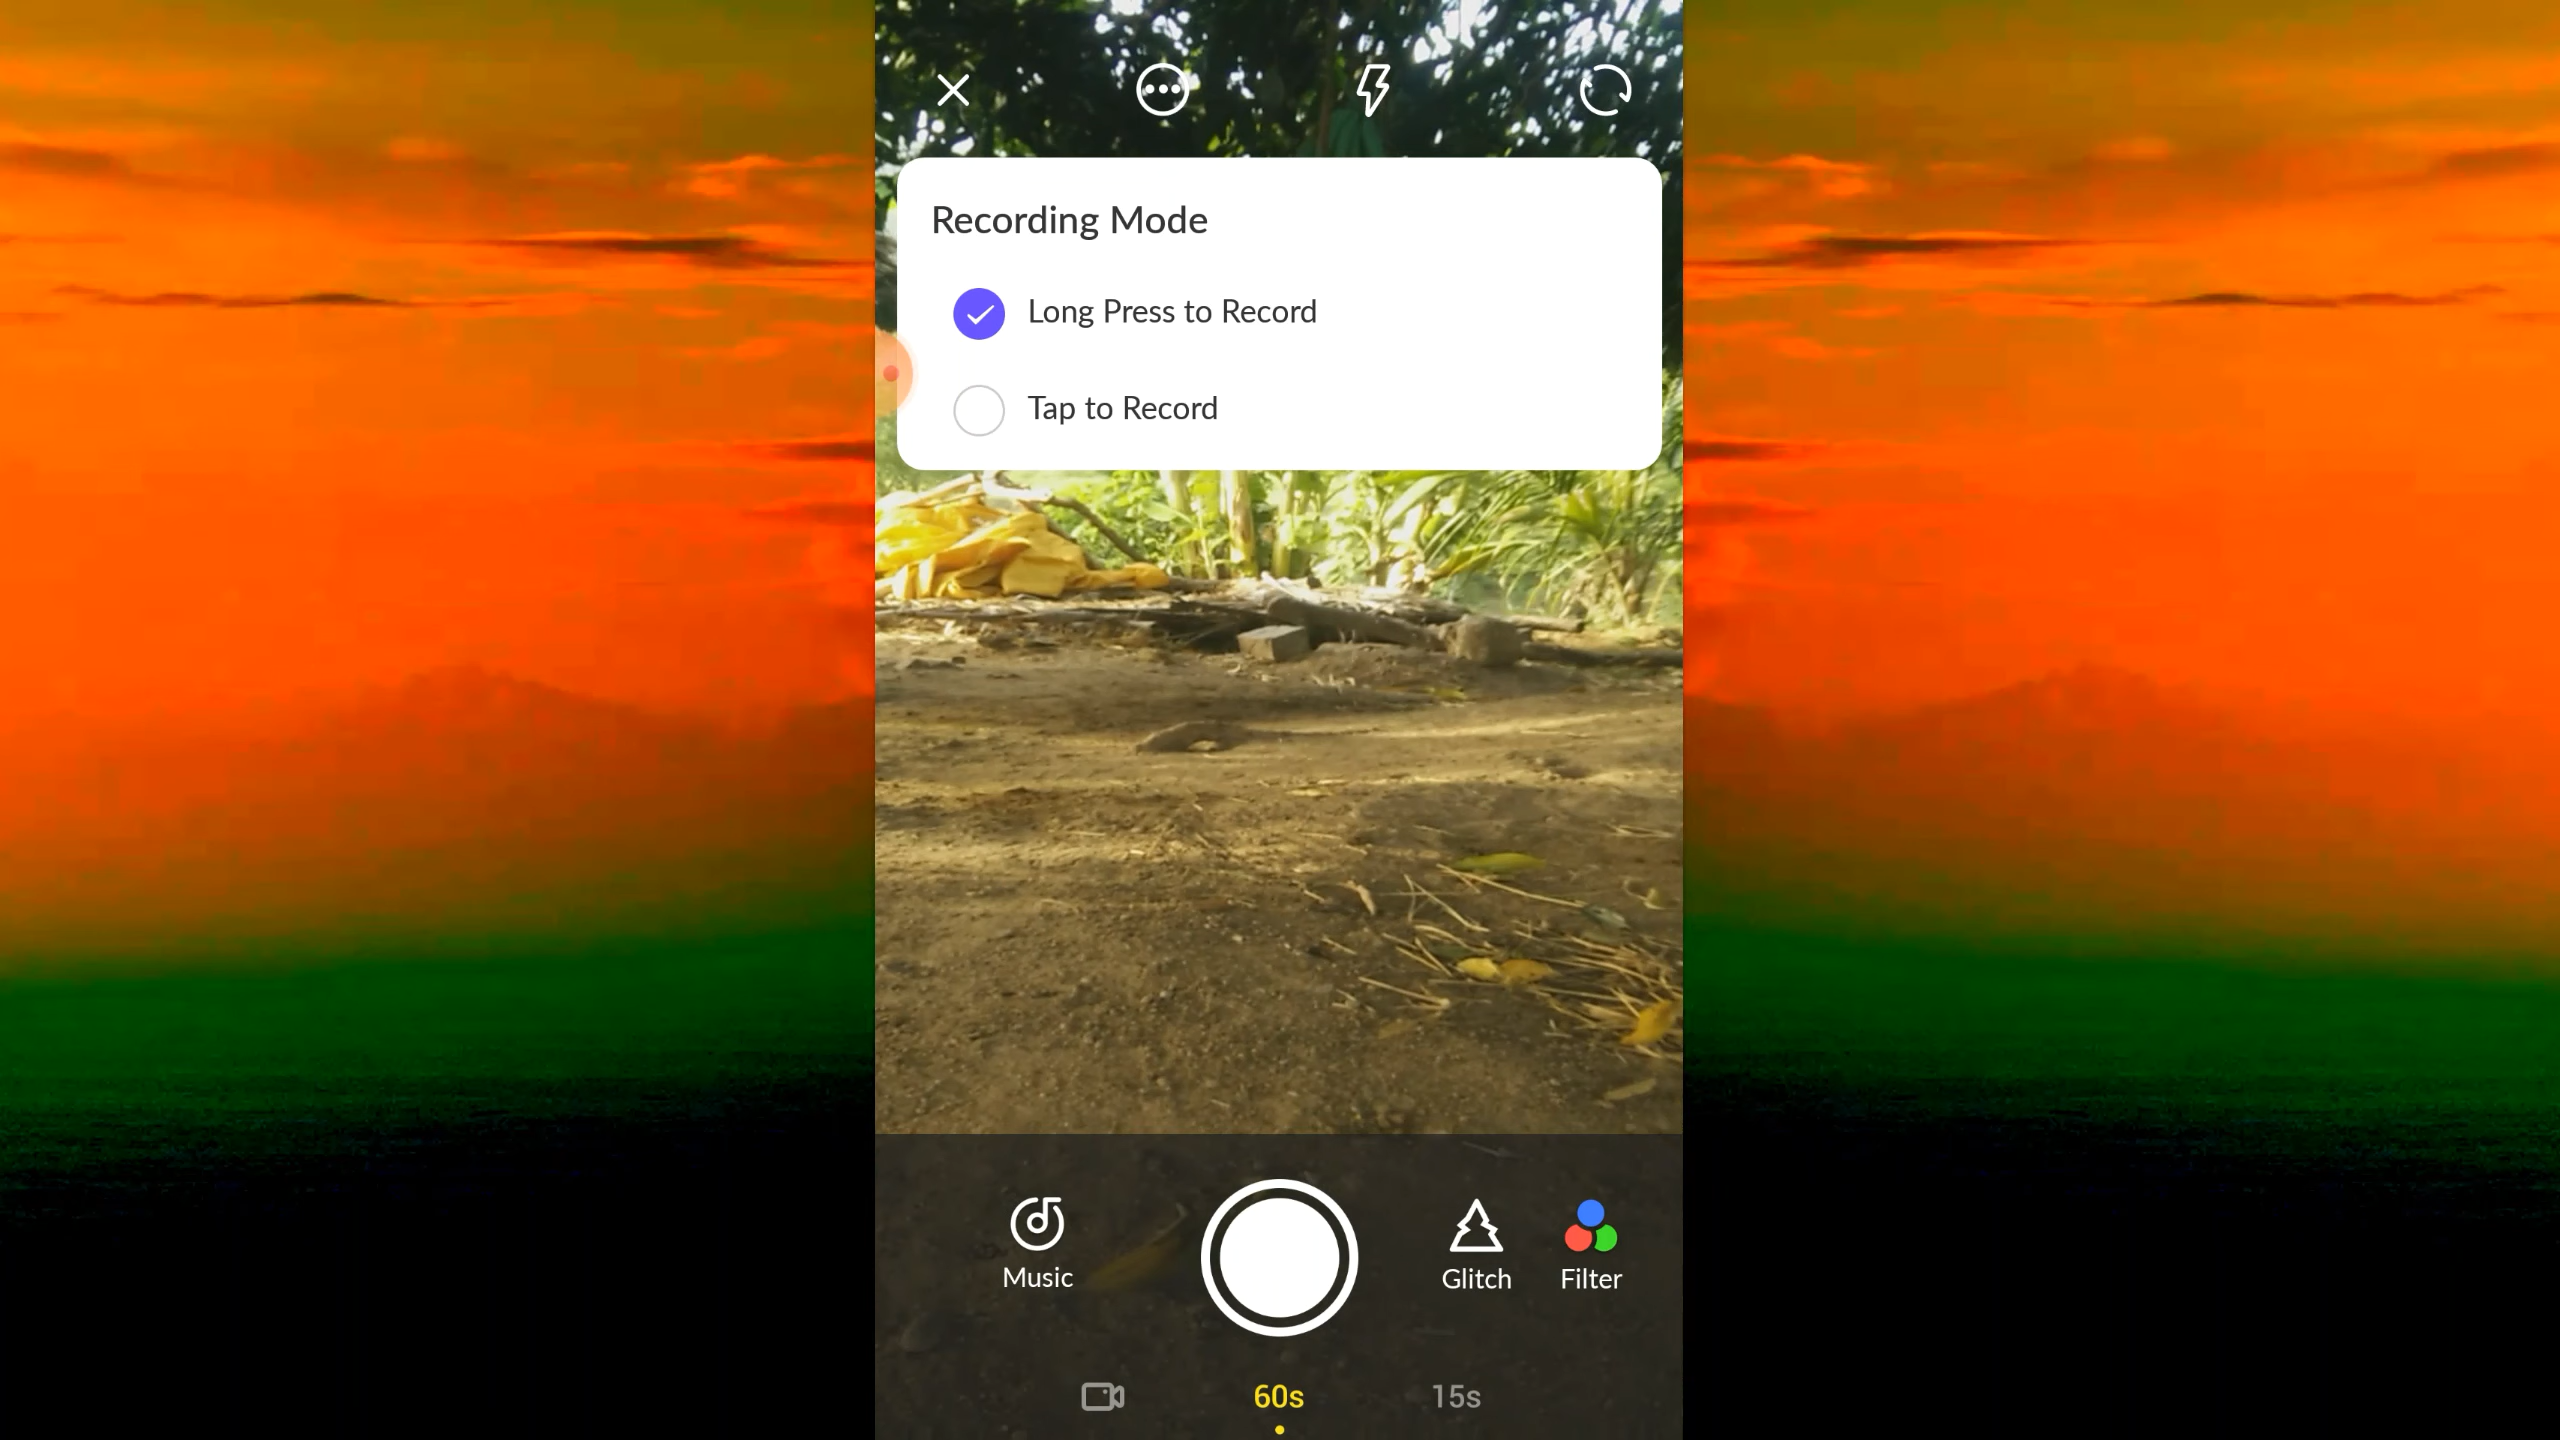 Recording Mode
Long Press to Record
Tap to Record
Music
Glitch
Filter
60s
15s